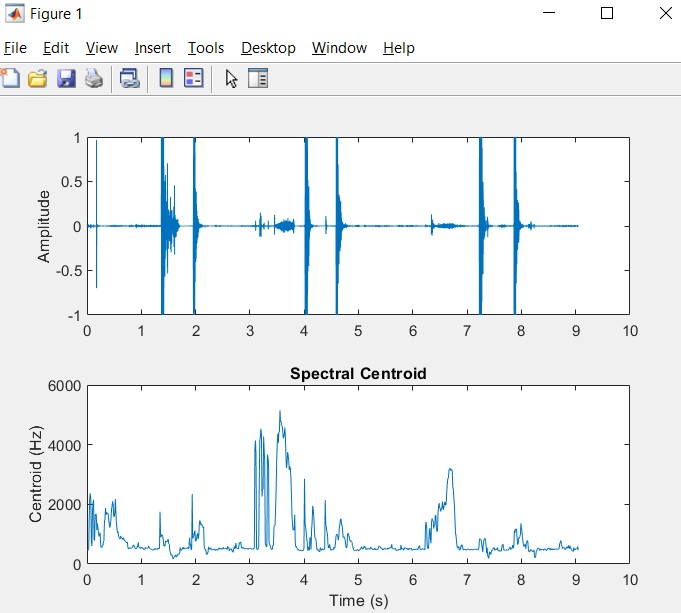 Figure 1
File Edit View Insert Tools Desktop Window Help
1
0.5
0
-0.5
-1
Amplitude
0 1 2 3 4 5 6 7 8 9 10
Spectral Centroid
6000
4000
2000
0
Centroid (Hz)
0 1 2 3 4 5 6 7 8 9 10
Time (s)